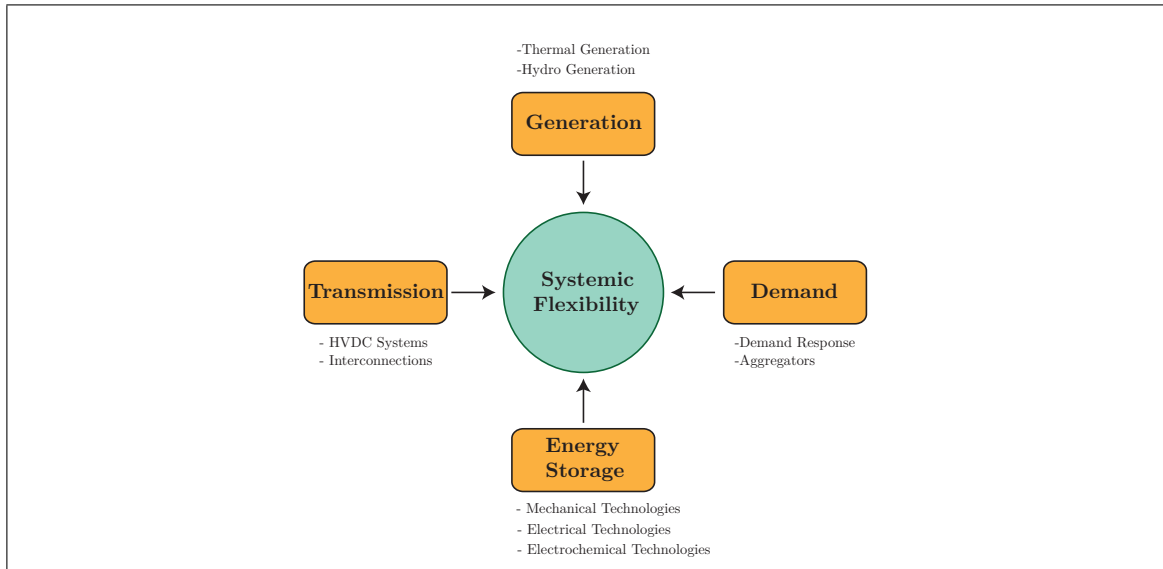 -Thermal Generation
-Hydro Generation
Generation
Transmission
- HVDC Systems
- Interconnections
Systemic
Flexibility
Demand
-Demand Response
-Aggregators
Energy
Storage
- Mechanical Technologies
- Electrical Technologies
- Electrochemical Technologies